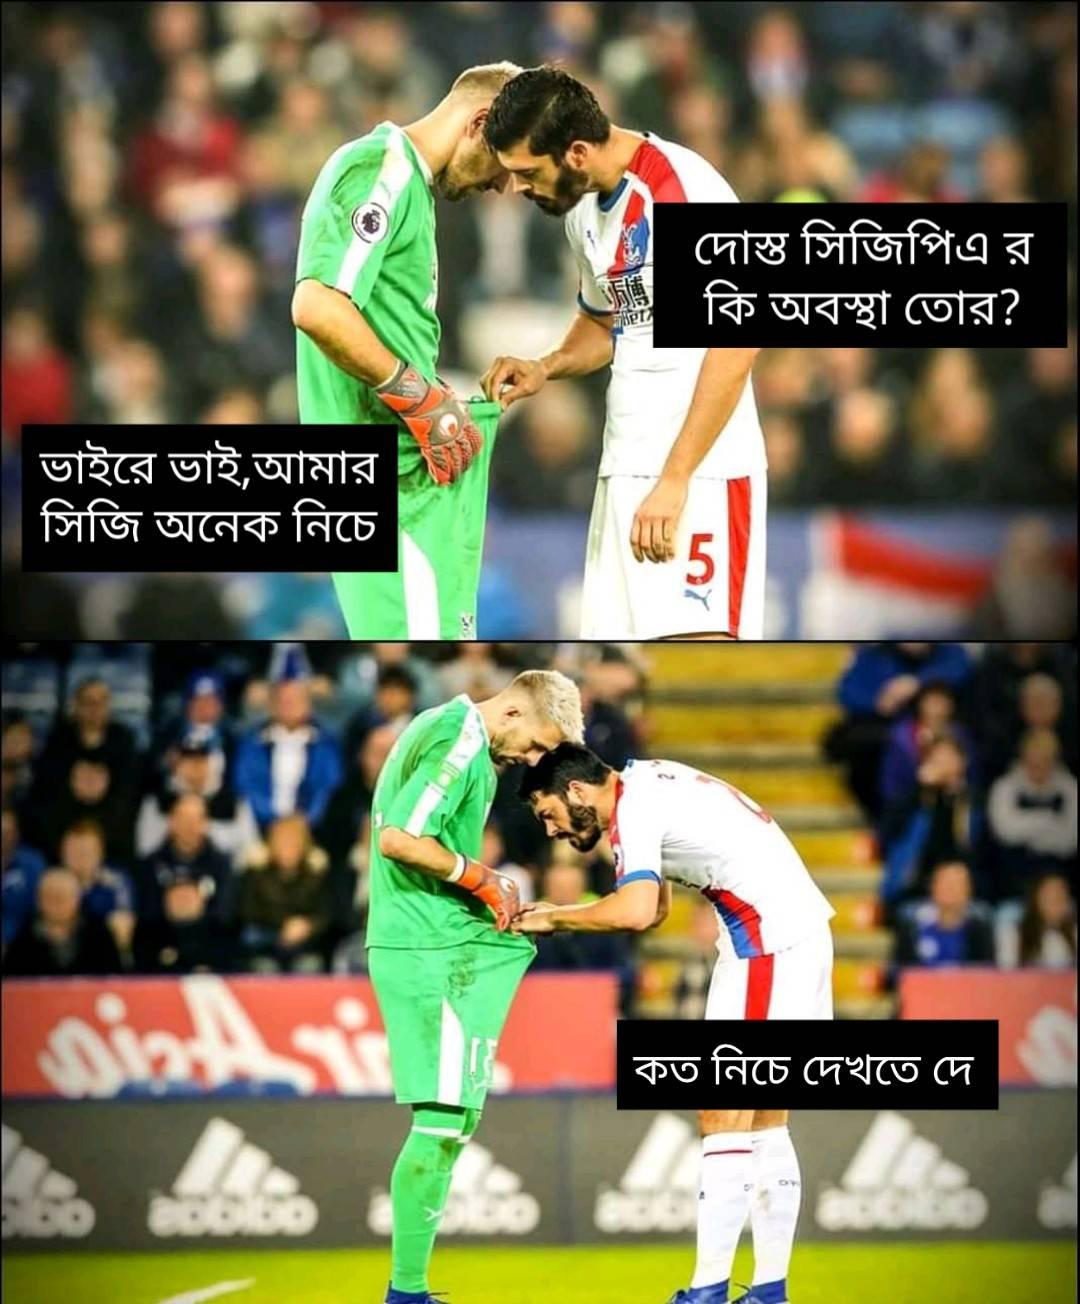 দোস্ত সিজিপিএ র
কি অবস্থা তোর?
ভাইরে ভাই,আমার
সিজি অনেক নিচে
5
কত নিচে দেখতে দে